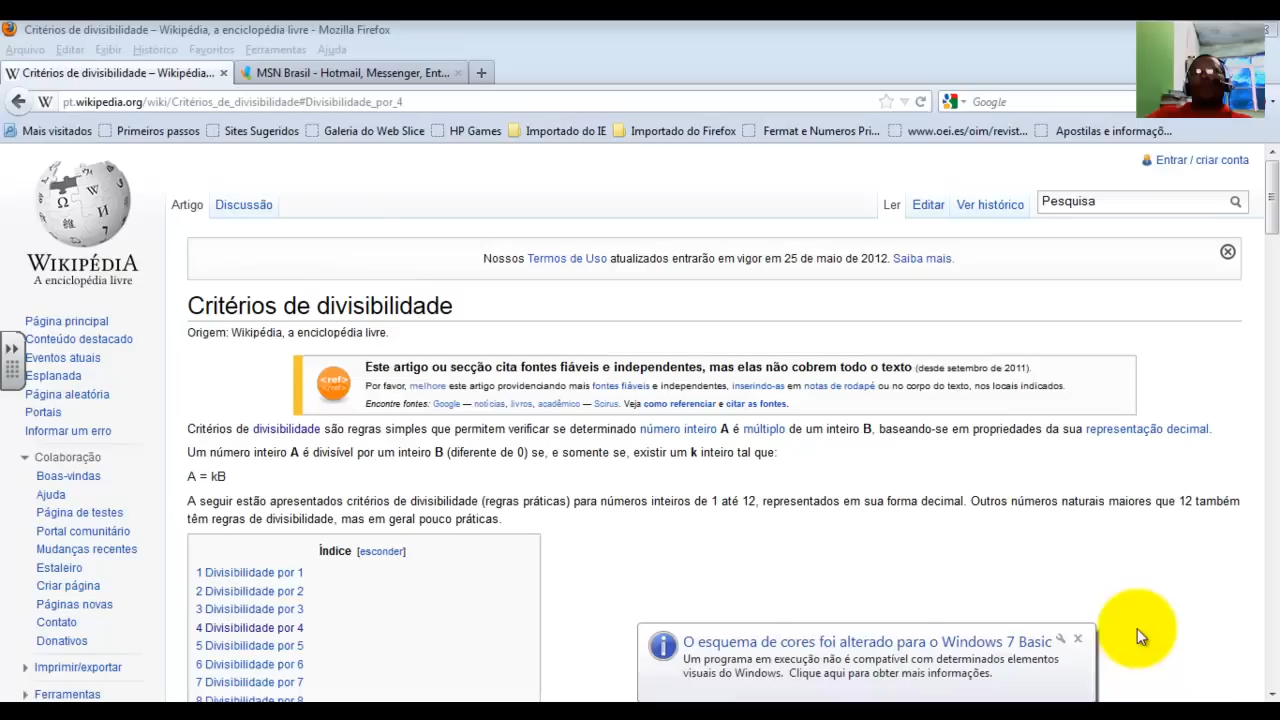 Critérios de divisibilidade – Wikipédia, a enciclopédia livre - Mozilla Firefox
Arquivo Editar Exibir Histórico Favoritos Ferramentas Ajuda
Critérios de divisibilidade – Wikipédia... × MSN Brasil - Hotmail, Messenger, Ent... × +
pt.wikipedia.org/wiki/Critérios_de_divisibilidade#Divisibilidade_por_4 Google
Mais visitados Primeiros passos Sites Sugeridos Galeria do Web Slice HP Games Importado do IE Importado do Firefox Fermat e Numeros Pri... www.oei.es/oim/revist... Apostilas e informaçõ...
Entrar / criar conta
Artigo Discussão Ler Editar Ver histórico Pesquisa
WIKIPÉDIA
A enciclopédia livre
Nossos Termos de Uso atualizados entrarão em vigor em 25 de maio de 2012. Saiba mais.
Critérios de divisibilidade
Origem: Wikipédia, a enciclopédia livre.
Este artigo ou secção cita fontes fiáveis e independentes, mas elas não cobrem todo o texto (desde setembro de 2011).
<ref>
</ref>
Por favor, melhore este artigo providenciando mais fontes fiáveis e independentes, inserindo-as em notas de rodapé ou no corpo do texto, nos locais indicados.
Encontre fontes: Google — notícias, livros, acadêmico — Scirus. Veja como referenciar e citar as fontes.
Critérios de divisibilidade são regras simples que permitem verificar se determinado número inteiro A é múltiplo de um inteiro B, baseando-se em propriedades da sua representação decimal.
Um número inteiro A é divisível por um inteiro B (diferente de 0) se, e somente se, existir um k inteiro tal que:
A = kB
A seguir estão apresentados critérios de divisibilidade (regras práticas) para números inteiros de 1 até 12, representados em sua forma decimal. Outros números naturais maiores que 12 também
têm regras de divisibilidade, mas em geral pouco práticas.
Índice [esconder]
1 Divisibilidade por 1
2 Divisibilidade por 2
3 Divisibilidade por 3
4 Divisibilidade por 4
5 Divisibilidade por 5
6 Divisibilidade por 6
7 Divisibilidade por 7
8 Divisibilidade por 8
Página principal
Conteúdo destacado
Eventos atuais
Esplanada
Página aleatória
Portais
Informar um erro
Colaboração
Boas-vindas
Ajuda
Página de testes
Portal comunitário
Mudanças recentes
Estaleiro
Criar página
Páginas novas
Contato
Donativos
Imprimir/exportar
Ferramentas
O esquema de cores foi alterado para o Windows 7 Basic
Um programa em execução não é compatível com determinados elementos
visuais do Windows. Clique aqui para obter mais informações.